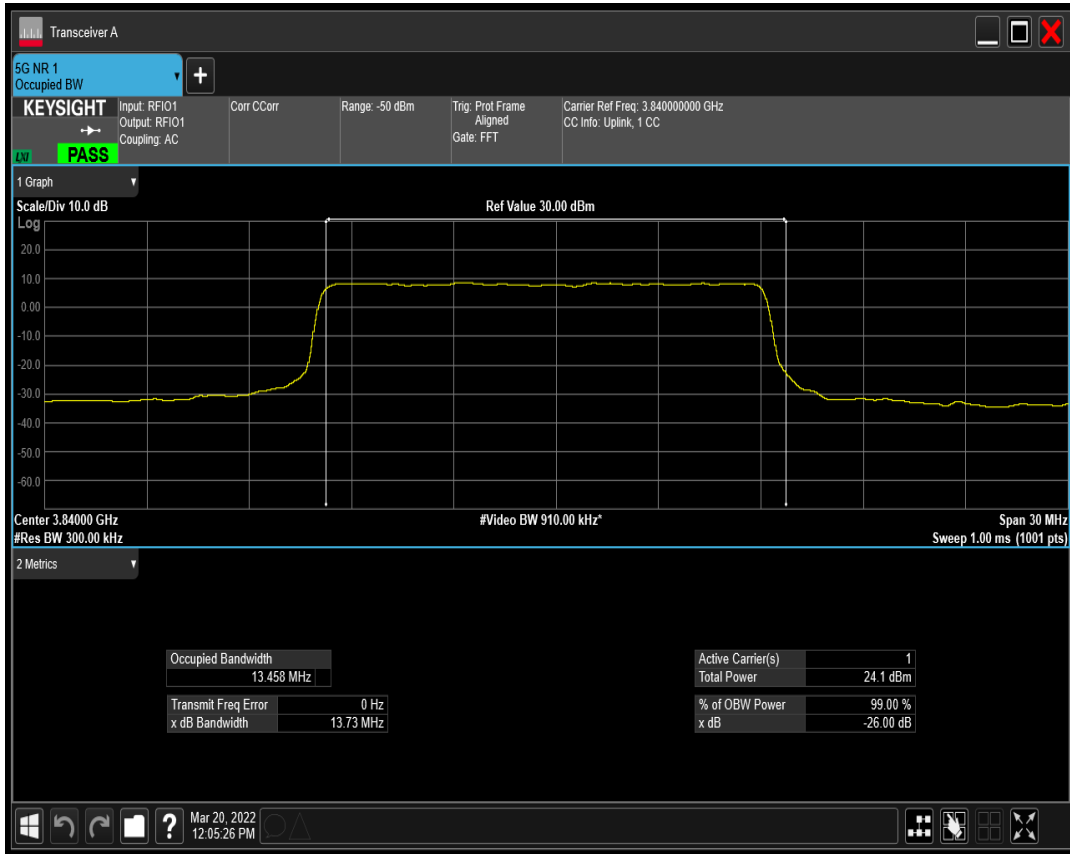 Transceiver A
5G NR 1
Occupied BW
+
KEYSIGHT
LXI
PASS
Input: RFIO1
Output: RFIO1
Coupling: AC
Corr CCorr
Range: -50 dBm
Trig: Prot Frame
Aligned
Gate: FFT
Carrier Ref Freq: 3.840000000 GHz
CC Info: Uplink, 1 CC
1 Graph
Scale/Div 10.0 dB
Ref Value 30.00 dBm
Log
20.0
10.0
0.00
-10.0
-20.0
-30.0
-40.0
-50.0
-60.0
Center 3.84000 GHz
#Video BW 910.00 kHz*
Span 30 MHz
#Res BW 300.00 kHz
Sweep 1.00 ms (1001 pts)
2 Metrics
Occupied Bandwidth
13.458 MHz
Transmit Freq Error 0 Hz
x dB Bandwidth 13.73 MHz
Active Carrier(s) 1
Total Power 24.1 dBm
% of OBW Power 99.00 %
x dB -26.00 dB
?
Mar 20, 2022
12:05:26 PM